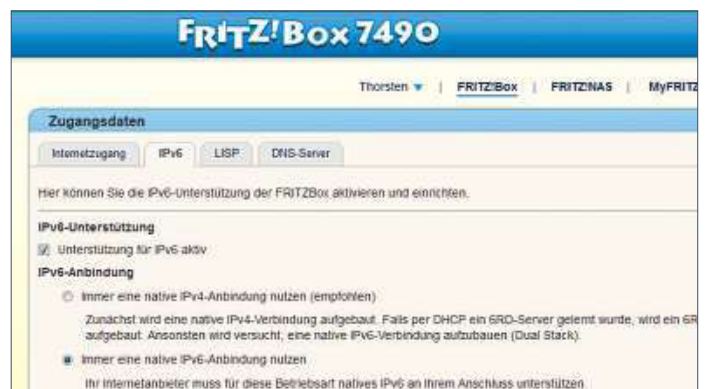 FRITZ!Box 7490
Thorsten | FRITZ!Box | FRITZ!NAS | MyFRITZ
Zugangsdaten
Internetzugang IPv6 LISP DNS-Server
Hier können Sie die IPv6-Unterstützung der FRITZ!Box aktivieren und einrichten.
IPv6-Unterstützung
Unterstützung für IPv6 aktiv
IPv6-Anbindung
Immer eine native IPv4-Anbindung nutzen (empfohlen)
Zunächst wird eine native IPv4-Verbindung aufgebaut. Falls per DHCP ein 6RD-Server gelernt wurde, wird ein 6R
aufgebaut. Ansonsten wird versucht, eine native IPv6-Verbindung aufzubauen (Dual Stack).
Immer eine native IPv6-Anbindung nutzen
Ihr Internetanbieter muss für diese Betriebsart natives IPv6 an Ihrem Anschluss unterstützen.